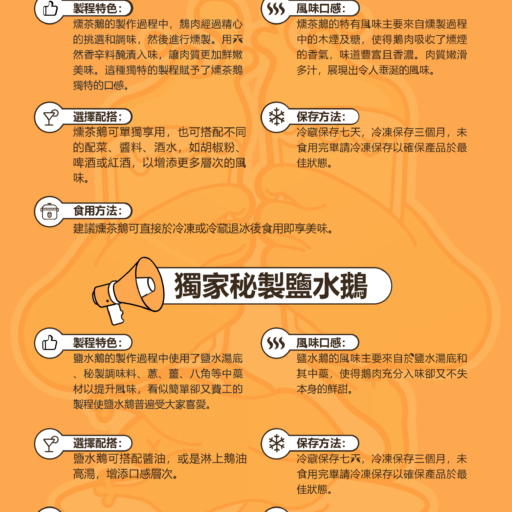 製程特色：
燻茶鵝的製作過程中，鵝肉經過精心
的挑選和調味，然後進行燻製。用天
然香辛料醃漬入味，讓肉質更加鮮嫩
美味。這種獨特的製程賦予了燻茶鵝
獨特的口感。
風味口感：
燻茶鵝的特有風味主要來自燻製過程
中的木煙及糖，使得鵝肉吸收了燻煙
的香氣，味道豐富且香濃。肉質嫩滑
多汁，展現出令人垂涎的風味。
選擇配搭：
燻茶鵝可單獨享用，也可搭配不同
的配菜、醬料、酒水，如胡椒粉、
啤酒或紅酒，以增添更多層次的風
味。
保存方法：
冷藏保存七天，冷凍保存三個月，未
食用完畢請冷凍保存以確保產品於最
佳狀態。
食用方法：
建議燻茶鵝可直接於冷凍或冷藏退冰後食用即享美味。
獨家秘製鹽水鵝
製程特色：
鹽水鵝的製作過程中使用了鹽水湯底
、秘製調味料、蔥、薑、八角等中藥
材以提升風味，看似簡單卻又費工的
製程使鹽水鵝普遍受大家喜愛。
風味口感：
鹽水鵝的風味主要來自於鹽水湯底和
其中藥，使得鵝肉充分入味卻又不失
本身的鮮甜。
選擇配搭：
鹽水鵝可搭配醬油，或是淋上鵝油
高湯，增添口感層次。
保存方法：
冷藏保存七天，冷凍保存三個月，未
食用完畢請冷凍保存以確保產品於最
佳狀態。